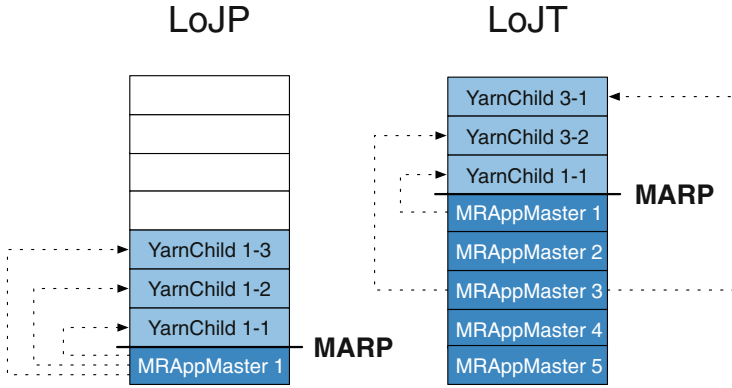 LoJP
YarnChild 1-3
YarnChild 1-2
YarnChild 1-1
MARP
MRAppMaster 1
LoJT
YarnChild 3-1
YarnChild 3-2
YarnChild 1-1
MARP
MRAppMaster 1
MRAppMaster 2
MRAppMaster 3
MRAppMaster 4
MRAppMaster 5